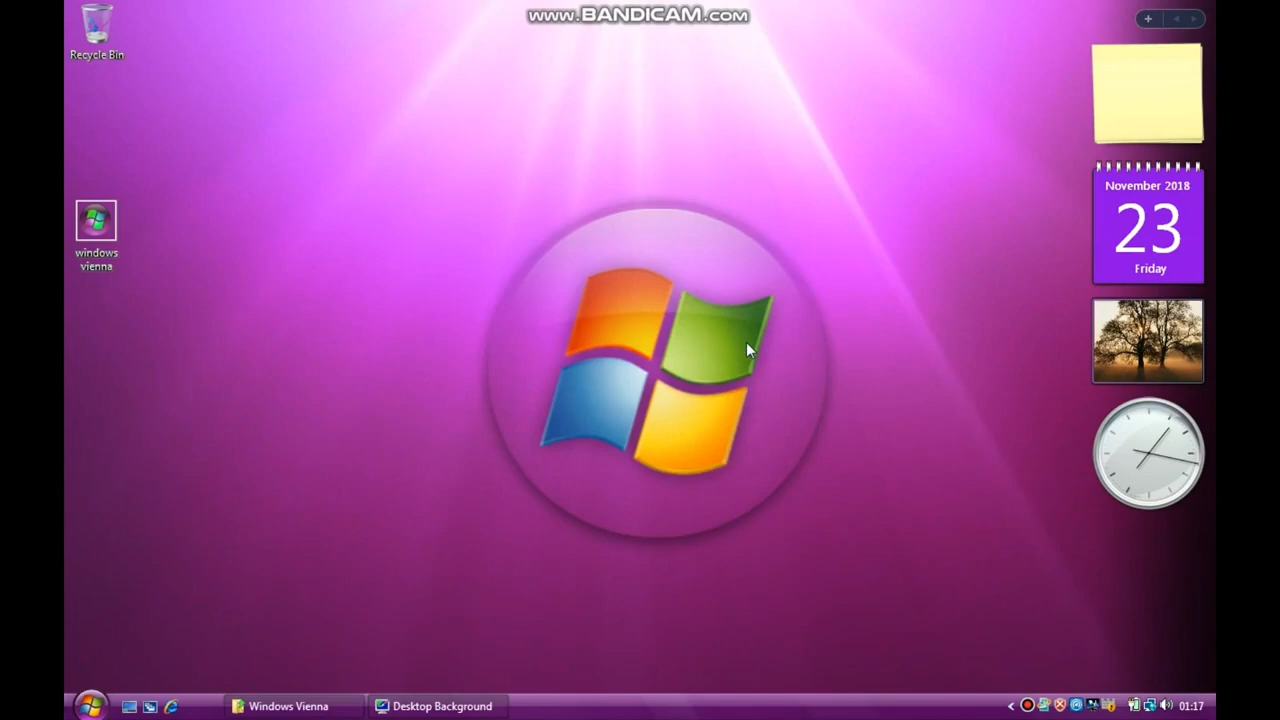 www.BANDICAM.com
Recycle Bin
November 2018
23
Friday
windows
vienna
Windows Vienna
Desktop Background
01:17